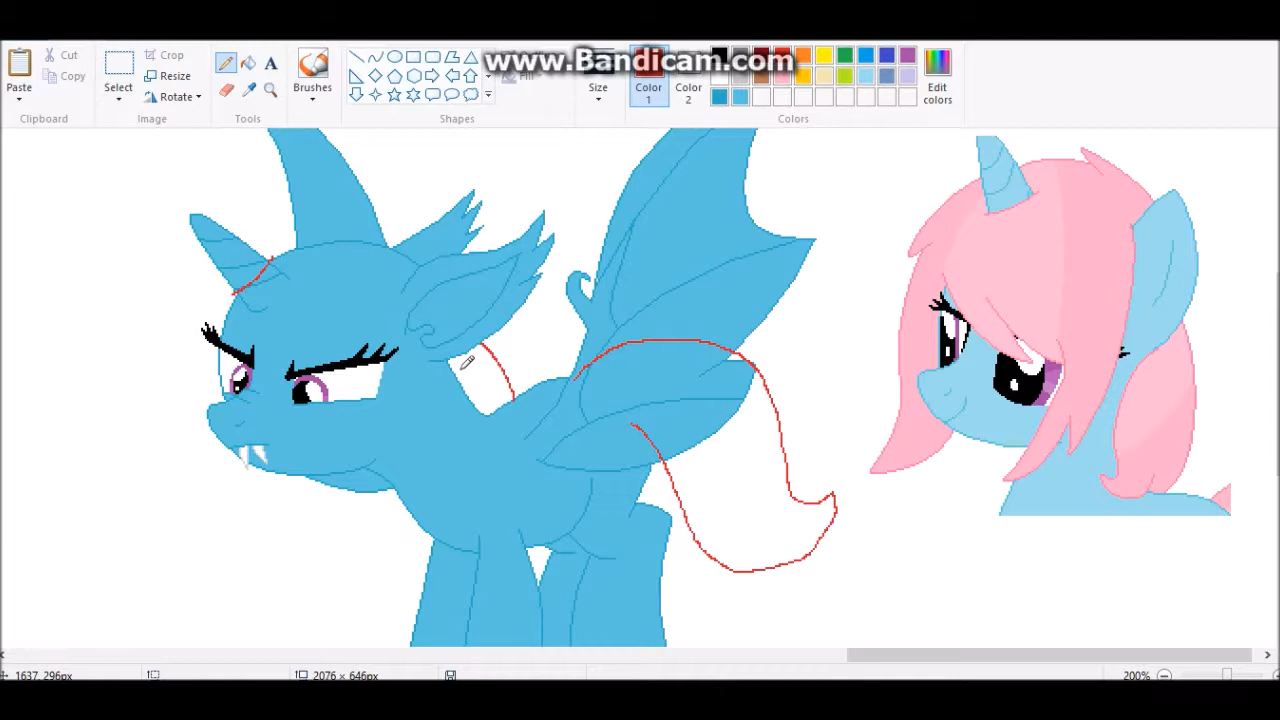 www.Bandicam.com
Paste
Cut
Copy
Clipboard
Select
Crop
Resize
Rotate
Image
Tools
Brushes
Shapes
Fill
Size
Color
1
Color
2
Colors
Edit
colors
1637, 296px
2076 × 646px
200%